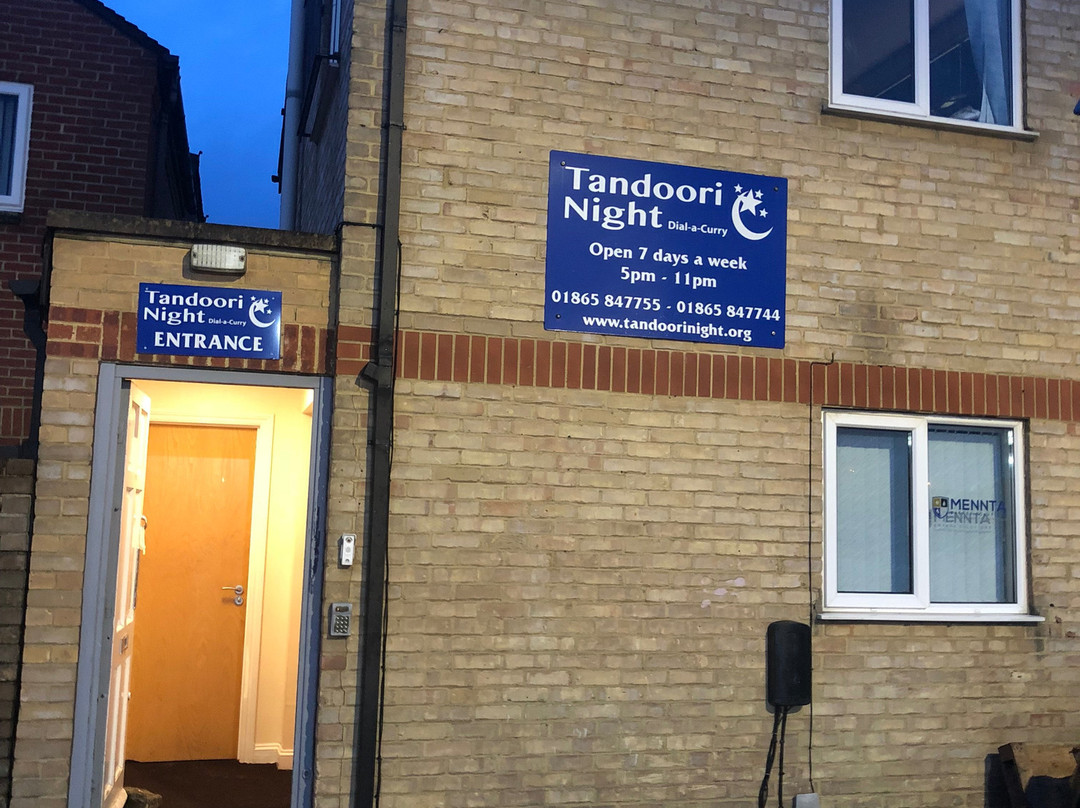 Tandoori
Night Dial-a-Curry
ENTRANCE
Tandoori
Night Dial-a-Curry
Open 7 days a week
5pm - 11pm
01865 847755 - 01865 847744
www.tandoorinight.org
MENNTA
MENNTA